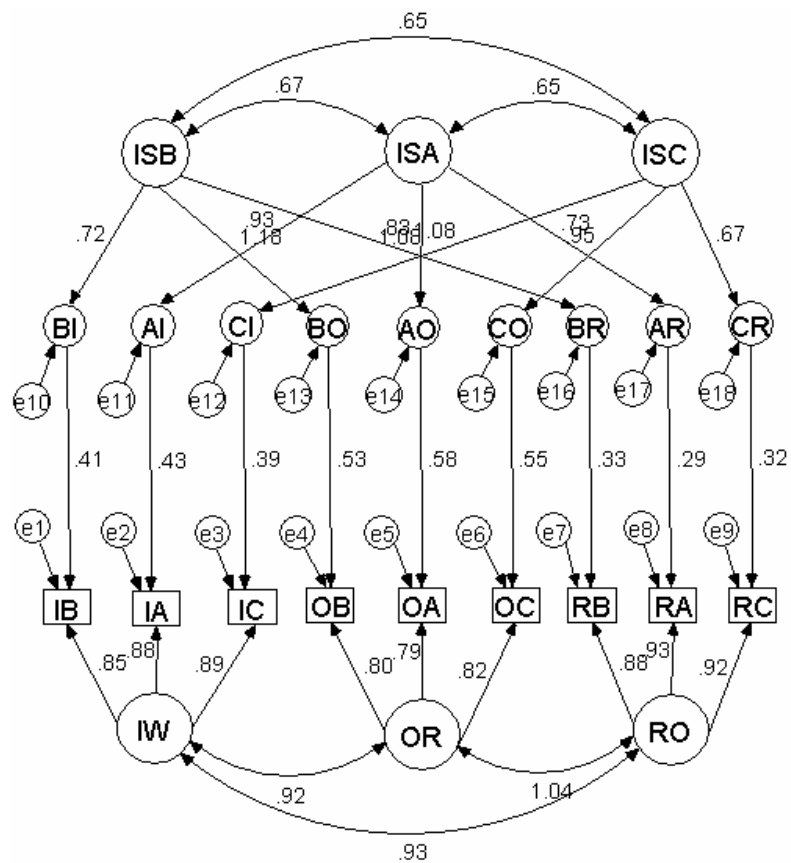 .65
.67
.65
ISB
ISA
ISC
.72
.93
1.18
.83
1.08
1.08
.73
.95
.67
BI
AI
CI
BO
AO
CO
BR
AR
CR
e10
e11
e12
e13
e14
e15
e16
e17
e18
.41
.43
.39
.53
.58
.55
.33
.29
.32
e1
e2
e3
e4
e5
e6
e7
e8
e9
IB
IA
IC
OB
OA
OC
RB
RA
RC
.85
.88
.89
.80
.79
.82
.88
.93
.92
IW
OR
RO
.92
1.04
.93